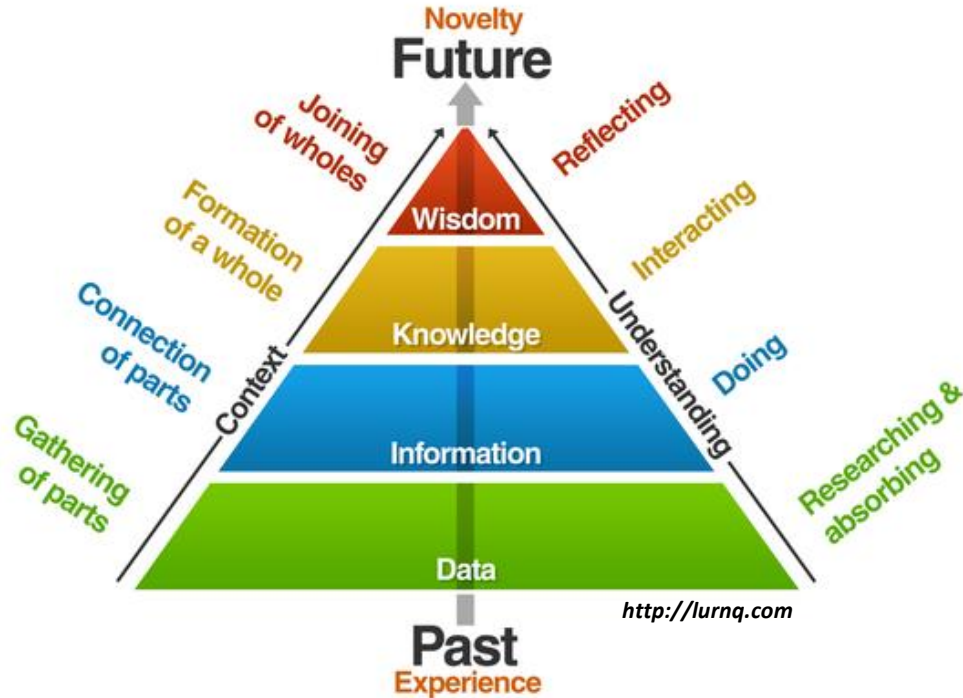 Novelty
Future
Joining
of wholes
Reflecting
Wisdom
Formation
of a whole
Interacting
Knowledge
Connection
of parts
Context
Understanding
Doing
Information
Gathering
of parts
Researching &
absorbing
Data
http://lurnq.com
Past
Experience